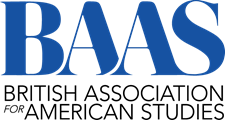 BAAS
BRITISH ASSOCIATION
FOR AMERICAN STUDIES